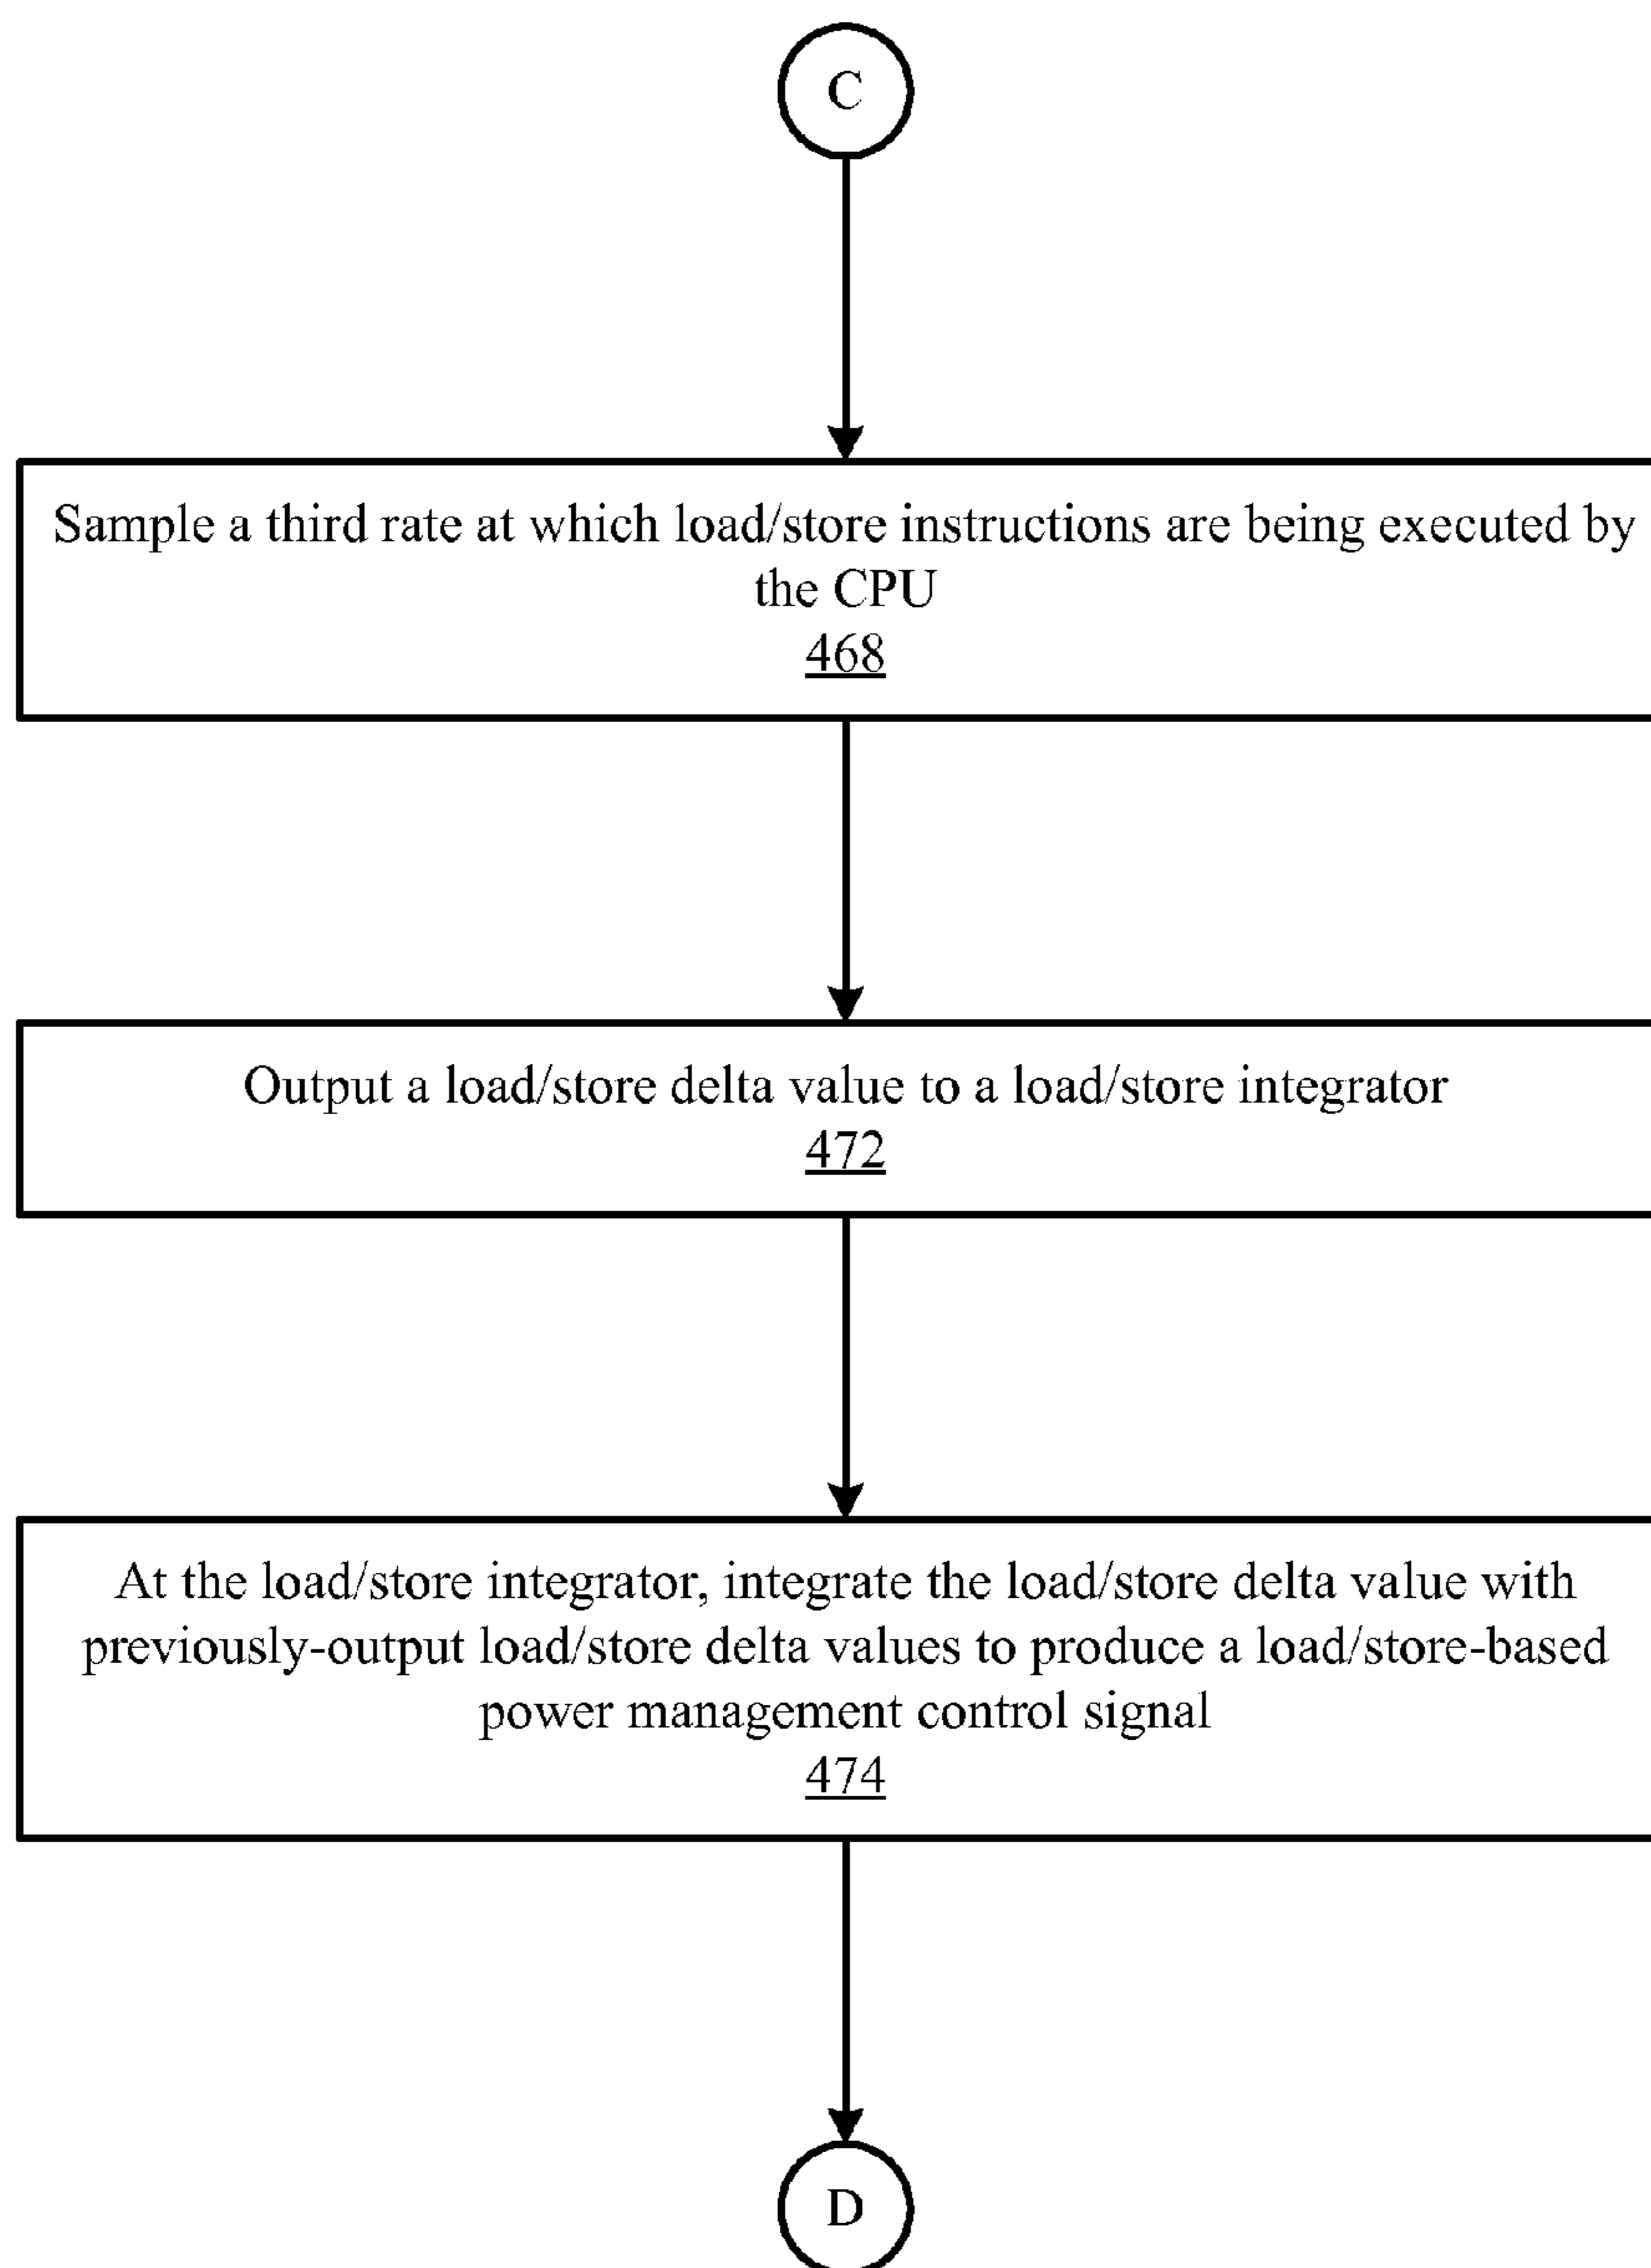 C
Sample a third rate at which load/store instructions are being executed by
the CPU
468
Output a load/store delta value to a load/store integrator
472
At the load/store integrator, integrate the load/store delta value with
previously-output load/store delta values to produce a load/store-based
power management control signal
474
D